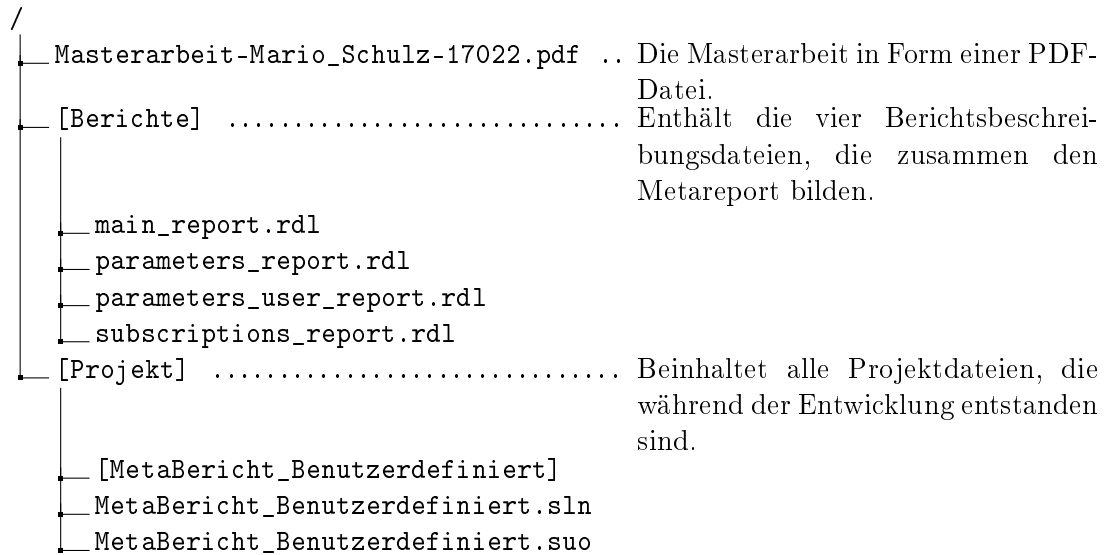 /
Masterarbeit-Mario_Schulz-17022.pdf .. Die Masterarbeit in Form einer PDF-
Datei.
[Berichte] .............................. Enthält die vier Berichtsbeschrei-
bungsdateien, die zusammen den
Metareport bilden.
main_report.rdl
parameters_report.rdl
parameters_user_report.rdl
subscriptions_report.rdl
[Projekt] ............................... Beinhaltet alle Projektdateien, die
während der Entwicklung entstanden
sind.
[MetaBericht_Benutzerdefiniert]
MetaBericht_Benutzerdefiniert.sln
MetaBericht_Benutzerdefiniert.suo